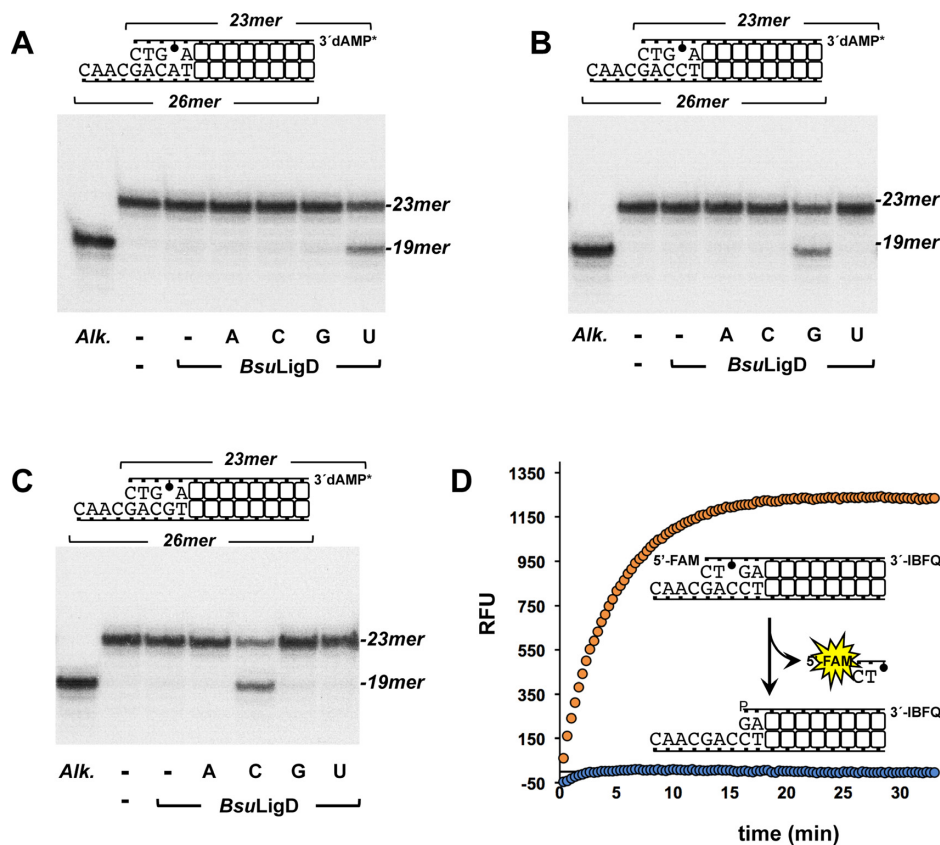 A
23mer
3´dAMP*
CTG A
CAACGACAT
26mer
-23mer
-19mer
Alk. - - A C G U
- BsuLigD
B
23mer
3´dAMP*
CTG A
CAACGACCT
26mer
-23mer
-19mer
Alk. - - A C G U
- BsuLigD
C
23mer
3´dAMP*
CTG A
CAACGACGT
26mer
-23mer
-19mer
Alk. - - A C G U
- BsuLigD
D
RFU
1350
1150
950
750
550
350
150
-50
0 5 10 15 20 25 30
time (min)
5'-FAM
3´-IBFQ
CT GA
CAACGACCT
5'-FAM
CT
P
3´-IBFQ
GA
CAACGACCT